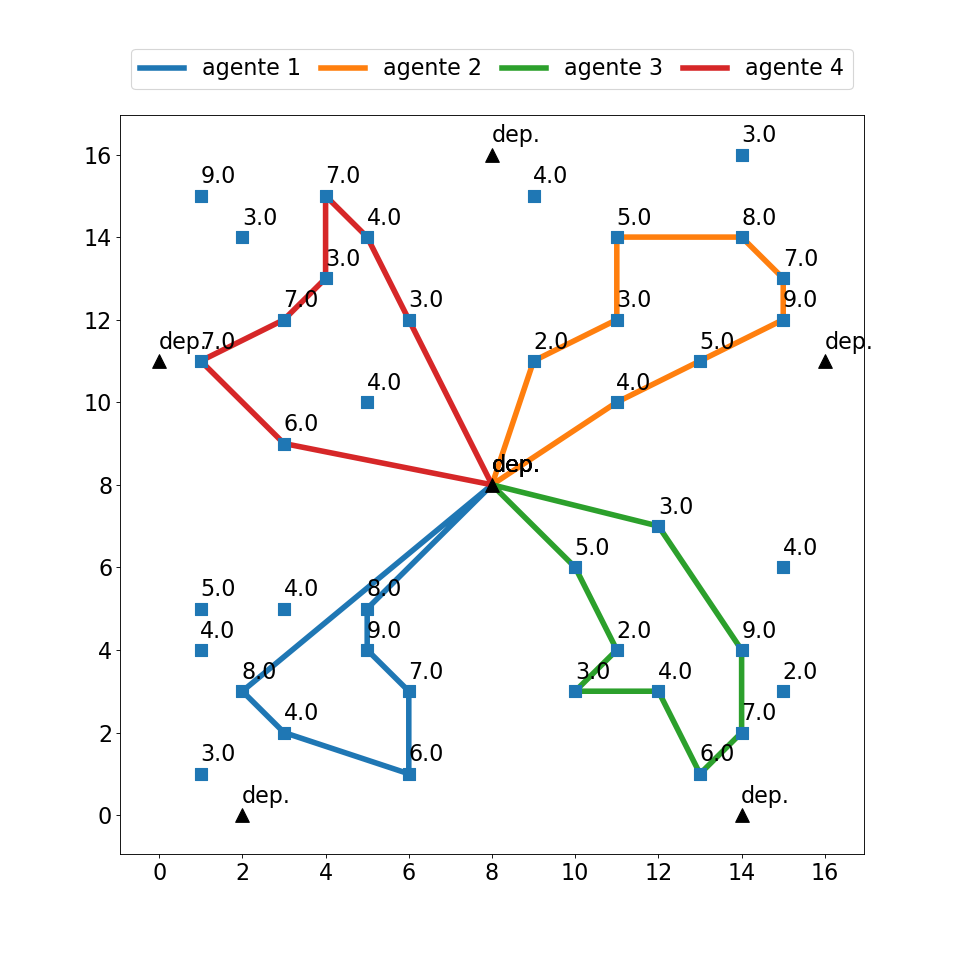 agente 1 agente 2 agente 3 agente 4
dep. 3.0
16
9.0 7.0 4.0
3.0 4.0 5.0 8.0
14
3.0 7.0
7.0 3.0 3.0 9.0
12
dep. 7.0 2.0 5.0 dep.
4.0 4.0
10
6.0
dep.
8
3.0
5.0 4.0
6
5.0 4.0 8.0
4.0 9.0 2.0 9.0
4
8.0 7.0 3.0 4.0 2.0
4.0 7.0
2
3.0 6.0 6.0
dep. dep.
0
0 2 4 6 8 10 12 14 16